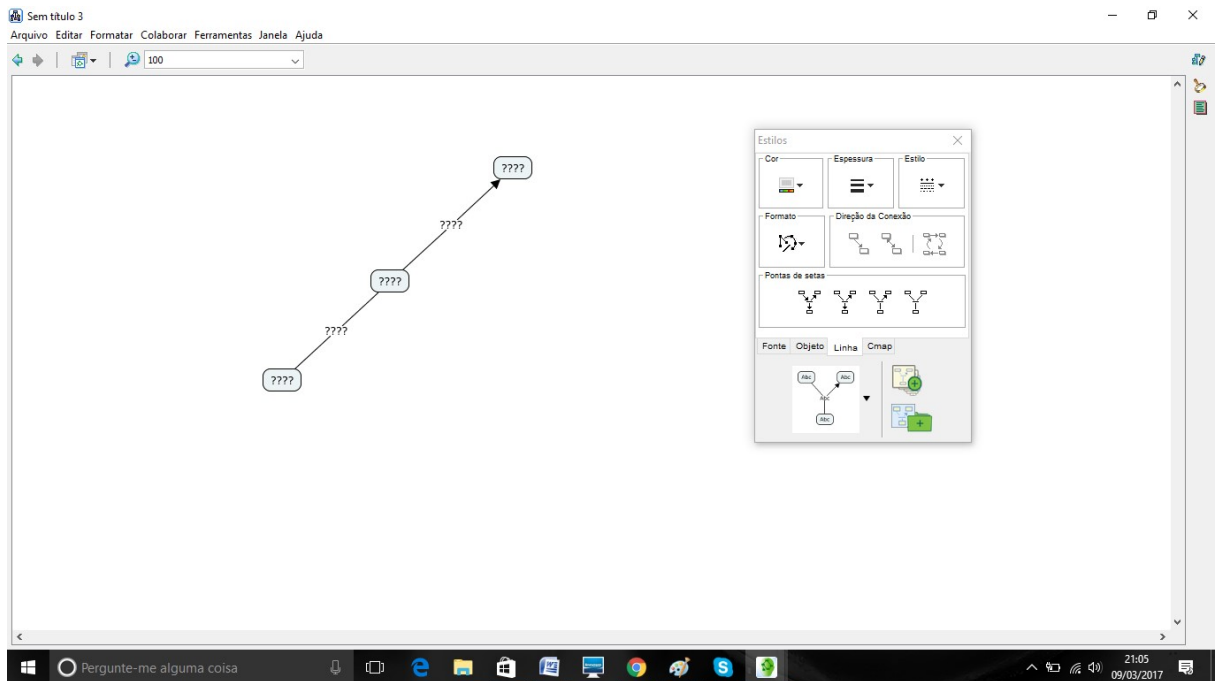 Sem título 3
Arquivo Editar Formatar Colaborar Ferramentas Janela Ajuda
100
????
????
????
????
????
Estilos
Cor
Espessura
Estilo
Formato
Direção da Conexão
Pontas de setas
Fonte Objeto Linha Cmap
Abc Abc
Abc
Abc
Pergunte-me alguma coisa
21:05
09/03/2017